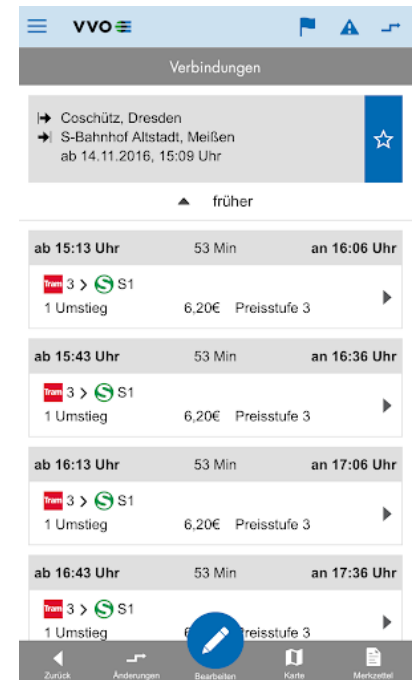 VVO
Verbindungen
Coschütz, Dresden
S-Bahnhof Altstadt, Meißen
ab 14.11.2016, 15:09 Uhr
früher
ab 15:13 Uhr 53 Min an 16:06 Uhr
Tram 3 > S S1
1 Umstieg 6,20€ Preisstufe 3
ab 15:43 Uhr 53 Min an 16:36 Uhr
Tram 3 > S S1
1 Umstieg 6,20€ Preisstufe 3
ab 16:13 Uhr 53 Min an 17:06 Uhr
Tram 3 > S S1
1 Umstieg 6,20€ Preisstufe 3
ab 16:43 Uhr 53 Min an 17:36 Uhr
Tram 3 > S S1
1 Umstieg Preisstufe 3
Zurück Änderungen Bearbeiten Karte Merkzettel